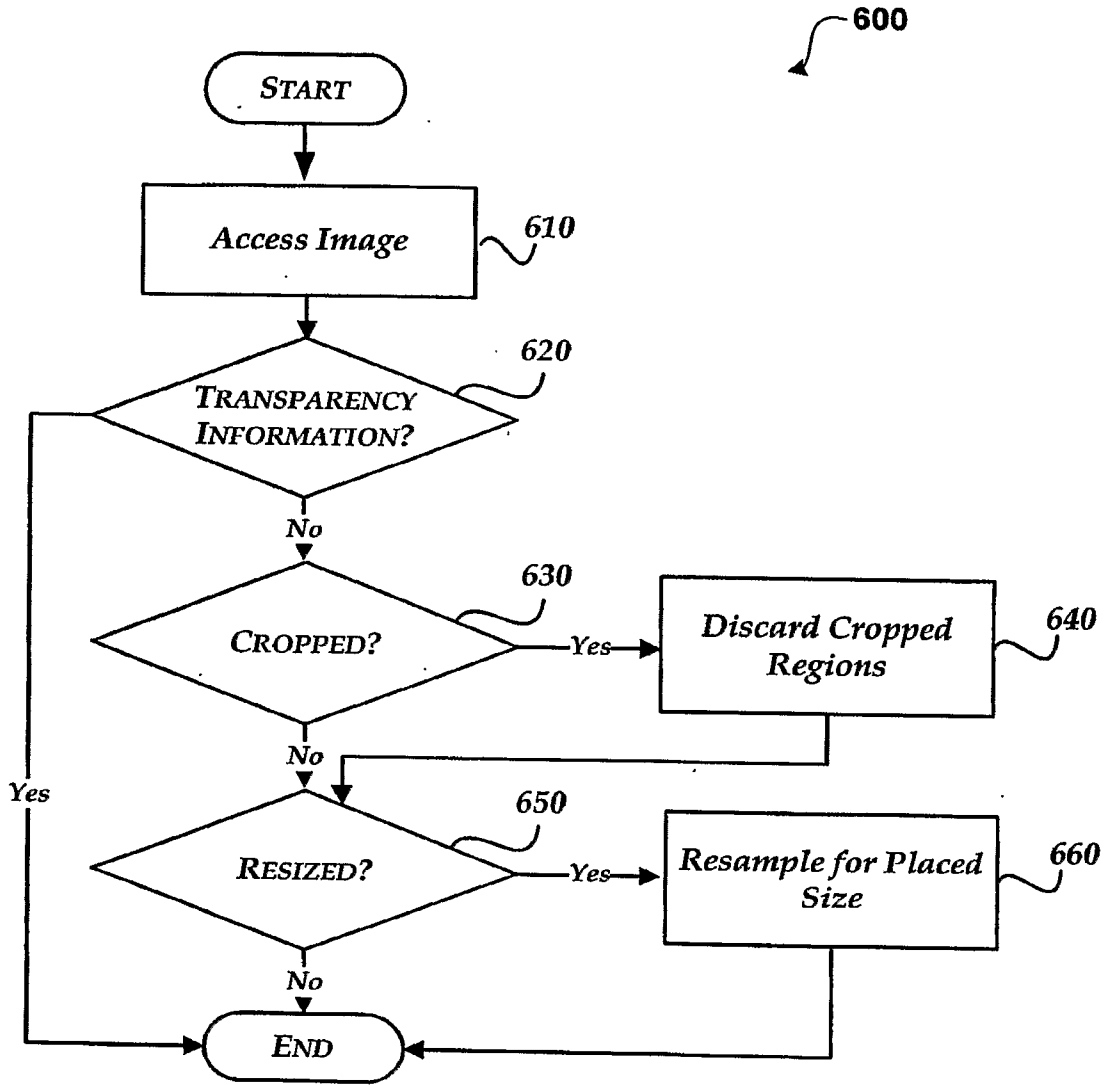 600
START
Access Image
610
620
TRANSPARENCY
INFORMATION?
No
630
CROPPED?
Yes
Discard Cropped
Regions
640
No
Yes
650
RESIZED?
Yes
Resample for Placed
Size
660
No
END